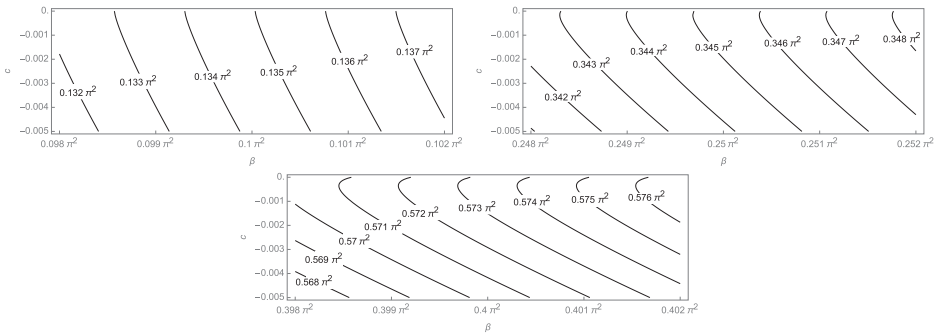 0.
−0.001
−0.002
−0.003
−0.004
−0.005
c
0.132 π²
0.133 π²
0.134 π²
0.135 π²
0.136 π²
0.137 π²
0.098 π² 0.099 π² 0.1 π² 0.101 π² 0.102 π²
β
0.
−0.001
−0.002
−0.003
−0.004
−0.005
c
0.342 π²
0.343 π²
0.344 π²
0.345 π²
0.346 π²
0.347 π²
0.348 π²
0.248 π² 0.249 π² 0.25 π² 0.251 π² 0.252 π²
β
0.
−0.001
−0.002
−0.003
−0.004
−0.005
c
0.568 π²
0.569 π²
0.57 π²
0.571 π²
0.572 π²
0.573 π²
0.574 π²
0.575 π²
0.576 π²
0.398 π² 0.399 π² 0.4 π² 0.401 π² 0.402 π²
β